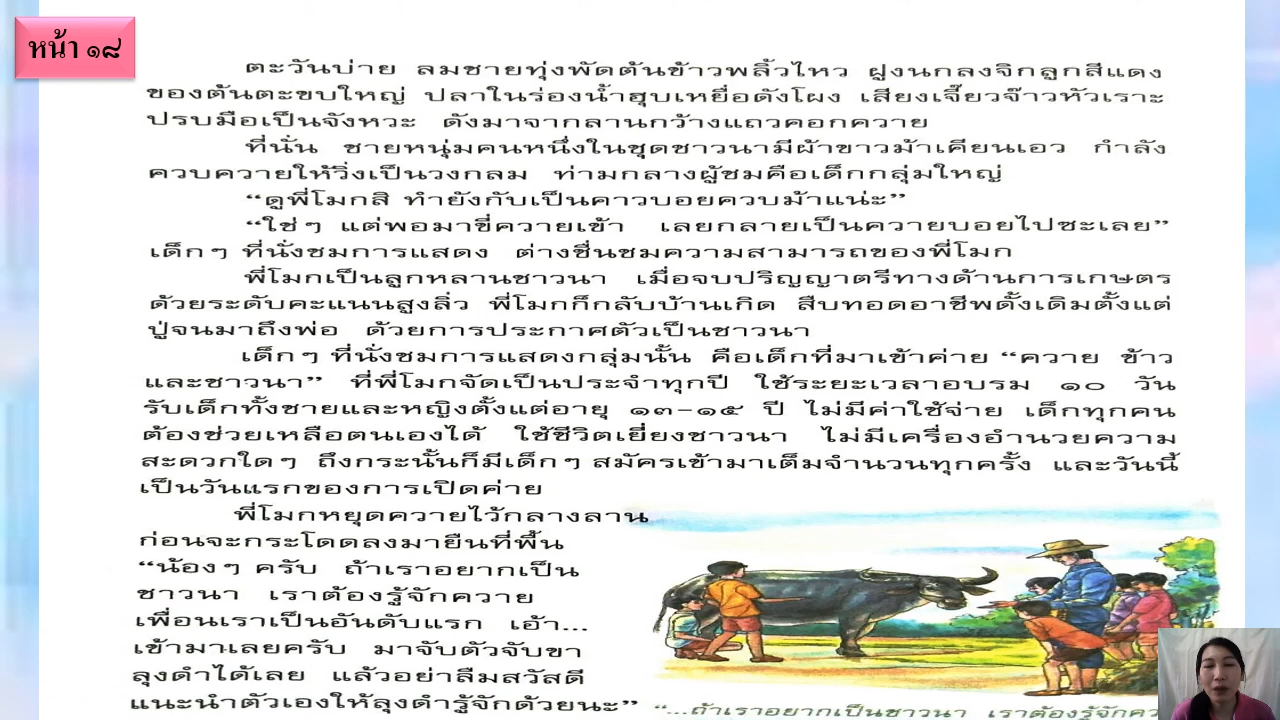 หน้า ๑๘
ตะวันบ่าย ลมชายทุ่งพัดต้นข้าวพลิ้วไหว ฝูงนกลงจิกลูกสีแดง
ของต้นตะขบใหญ่ ปลาในร่องน้ำฮุบเหยื่อดังโผง เสียงเจี๊ยวจ๊าวหัวเราะ
ปรบมือเป็นจังหวะ ดังมาจากลานกว้างแถวคอกควาย
ที่นั่น ชายหนุ่มคนหนึ่งในชุดชาวนามีผ้าขาวม้าเคียนเอว กำลัง
ควบควายให้วิ่งเป็นวงกลม ท่ามกลางผู้ชมคือเด็กกลุ่มใหญ่
“ดูพี่โมกสิ ทำยังกับเป็นคาวบอยควบม้าแน่ะ”
“ใช่ๆ แต่พอมาขี่ควายเข้า เลยกลายเป็นควายบอยไปซะเลย”
เด็กๆ ที่นั่งชมการแสดง ต่างชื่นชมความสามารถของพี่โมก
พี่โมกเป็นลูกหลานชาวนา เมื่อจบปริญญาตรีทางด้านการเกษตร
ด้วยระดับคะแนนสูงลิ่ว พี่โมกก็กลับบ้านเกิด สืบทอดอาชีพดั้งเดิมตั้งแต่
ปู่จนมาถึงพ่อ ด้วยการประกาศตัวเป็นชาวนา
เด็กๆ ที่นั่งชมการแสดงกลุ่มนั้น คือเด็กที่มาเข้าค่าย “ควาย ข้าว
และชาวนา” ที่พี่โมกจัดเป็นประจำทุกปี ใช้ระยะเวลาอบรม ๑๐ วัน
รับเด็กทั้งชายและหญิงตั้งแต่อายุ ๑๓-๑๕ ปี ไม่มีค่าใช้จ่าย เด็กทุกคน
ต้องช่วยเหลือตนเองได้ ใช้ชีวิตเยี่ยงชาวนา ไม่มีเครื่องอำนวยความ
สะดวกใดๆ ถึงกระนั้นก็มีเด็กๆ สมัครเข้ามาเต็มจำนวนทุกครั้ง และวันนี้
เป็นวันแรกของการเปิดค่าย
พี่โมกหยุดควายไว้กลางลาน
ก่อนจะกระโดดลงมายืนที่พื้น
“น้องๆ ครับ ถ้าเราอยากเป็น
ชาวนา เราต้องรู้จักควาย
เพื่อนเราเป็นอันดับแรก เอ้า...
เข้ามาเลยครับ มาจับตัวจับขา
ลุงดำได้เลย แล้วอย่าลืมสวัสดี
แนะนำตัวเองให้ลุงดำรู้จักด้วยนะ”
“...ถ้าเราอยากเป็นชาวนา เราต้องรู้จัก